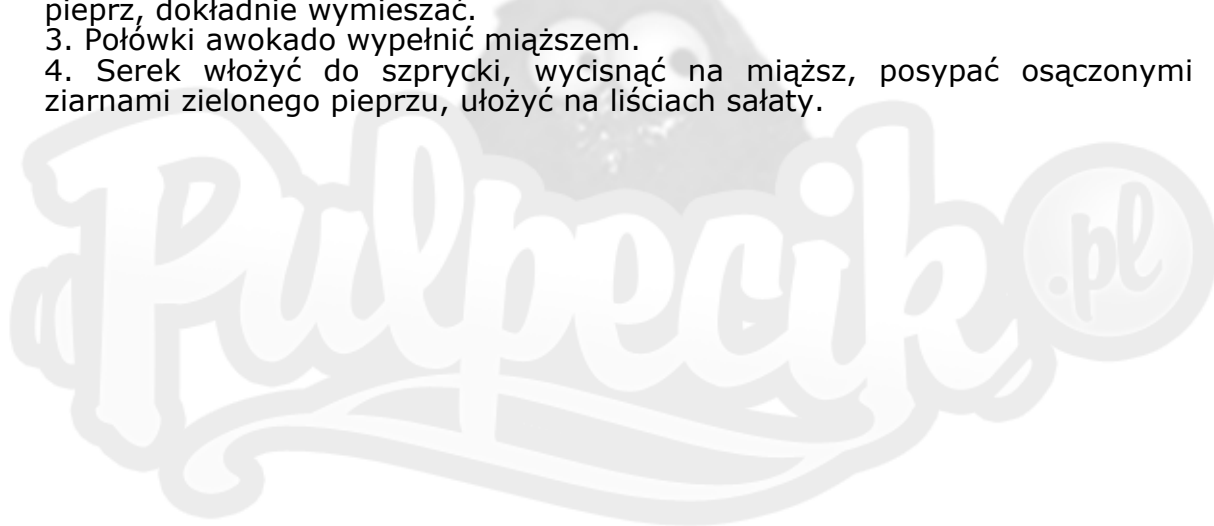 pieprz, dokładnie wymieszać.
3. Połówki awokado wypełnić miąższem.
4. Serek włożyć do szprycki, wycisnąć na miąższ, posypać osączonymi
ziarnami zielonego pieprzu, ułożyć na liściach sałaty.
Pulpecik.pl